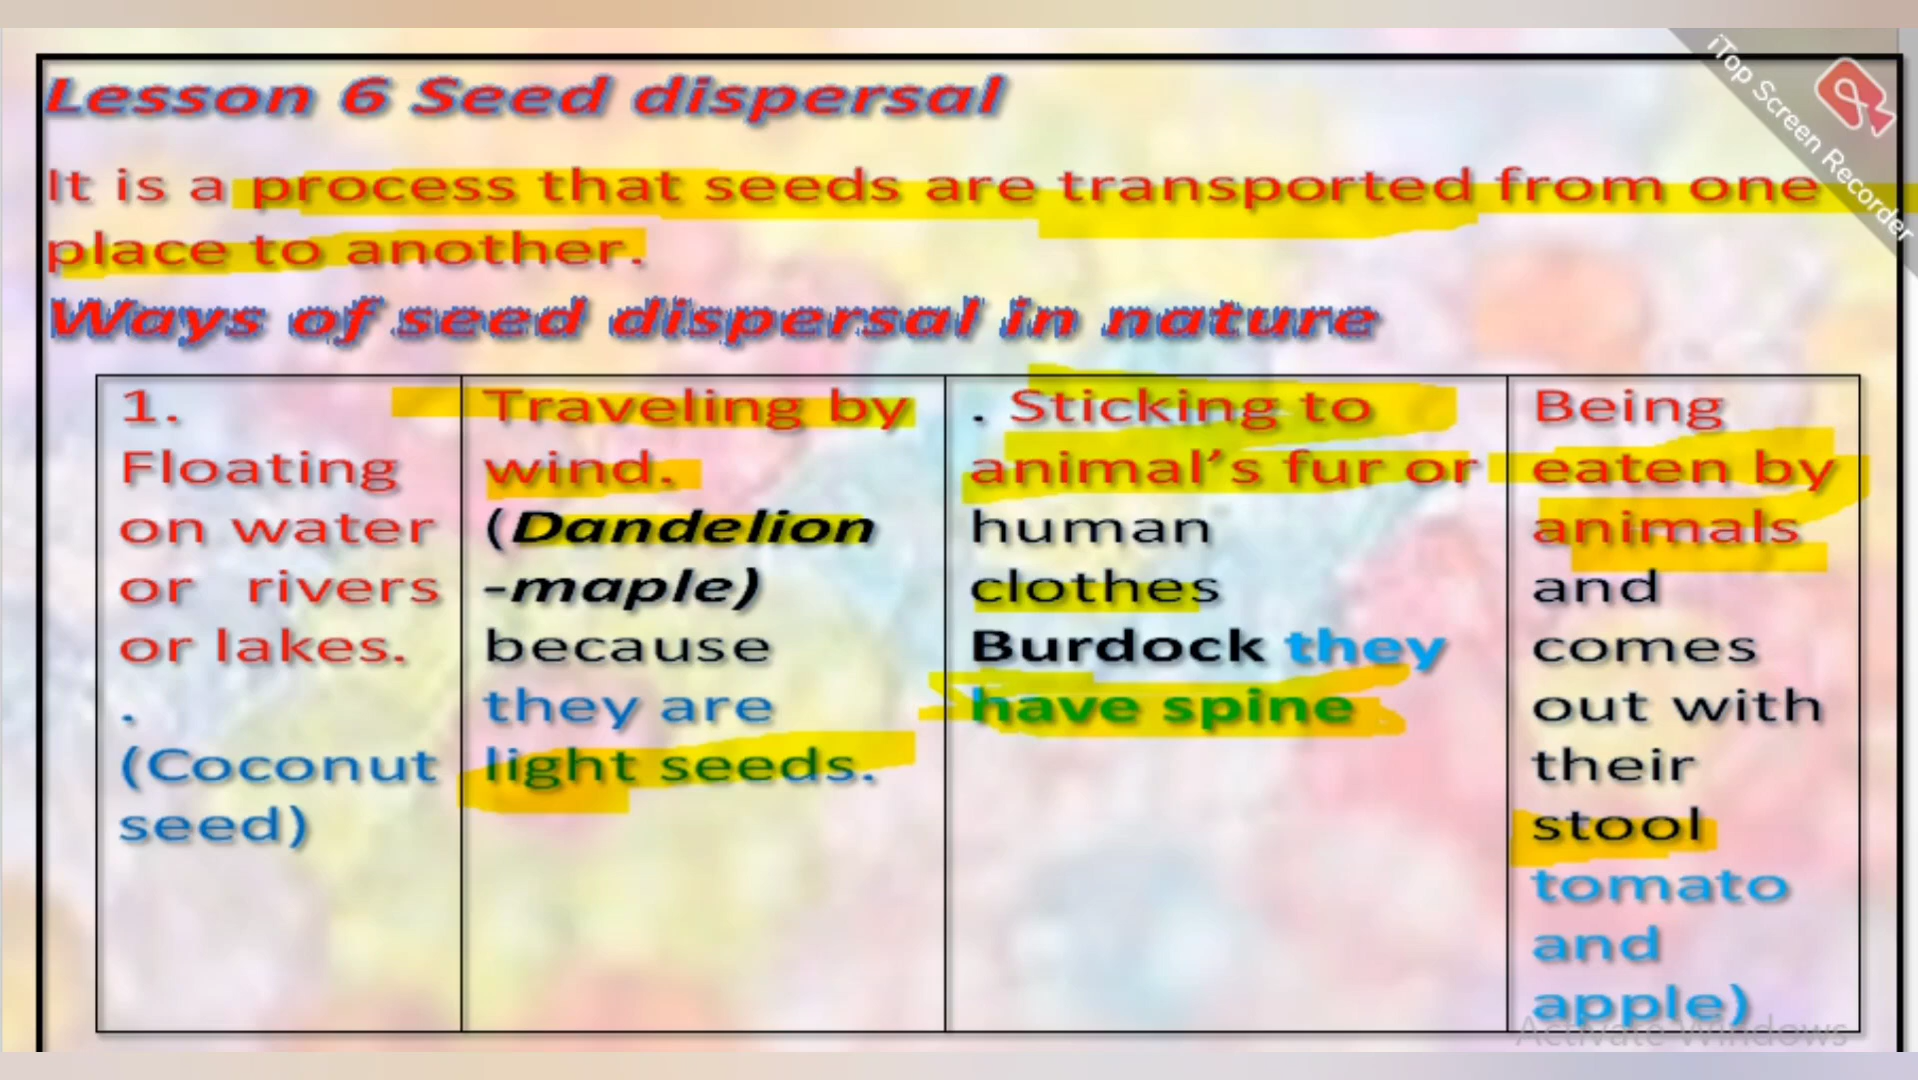 Lesson 6 Seed dispersal
It is a process that seeds are transported from one
place to another.
Ways of seed dispersal in nature
1.
Floating
on water
or rivers
or lakes.
.
(Coconut
seed)
Traveling by
wind.
(Dandelion
-maple)
because
they are
light seeds.
. Sticking to
animal’s fur or
human
clothes
Burdock they
have spine
Being
eaten by
animals
and
comes
out with
their
stool
tomato
and
apple)
iTop Screen Recorder
Activate Windows